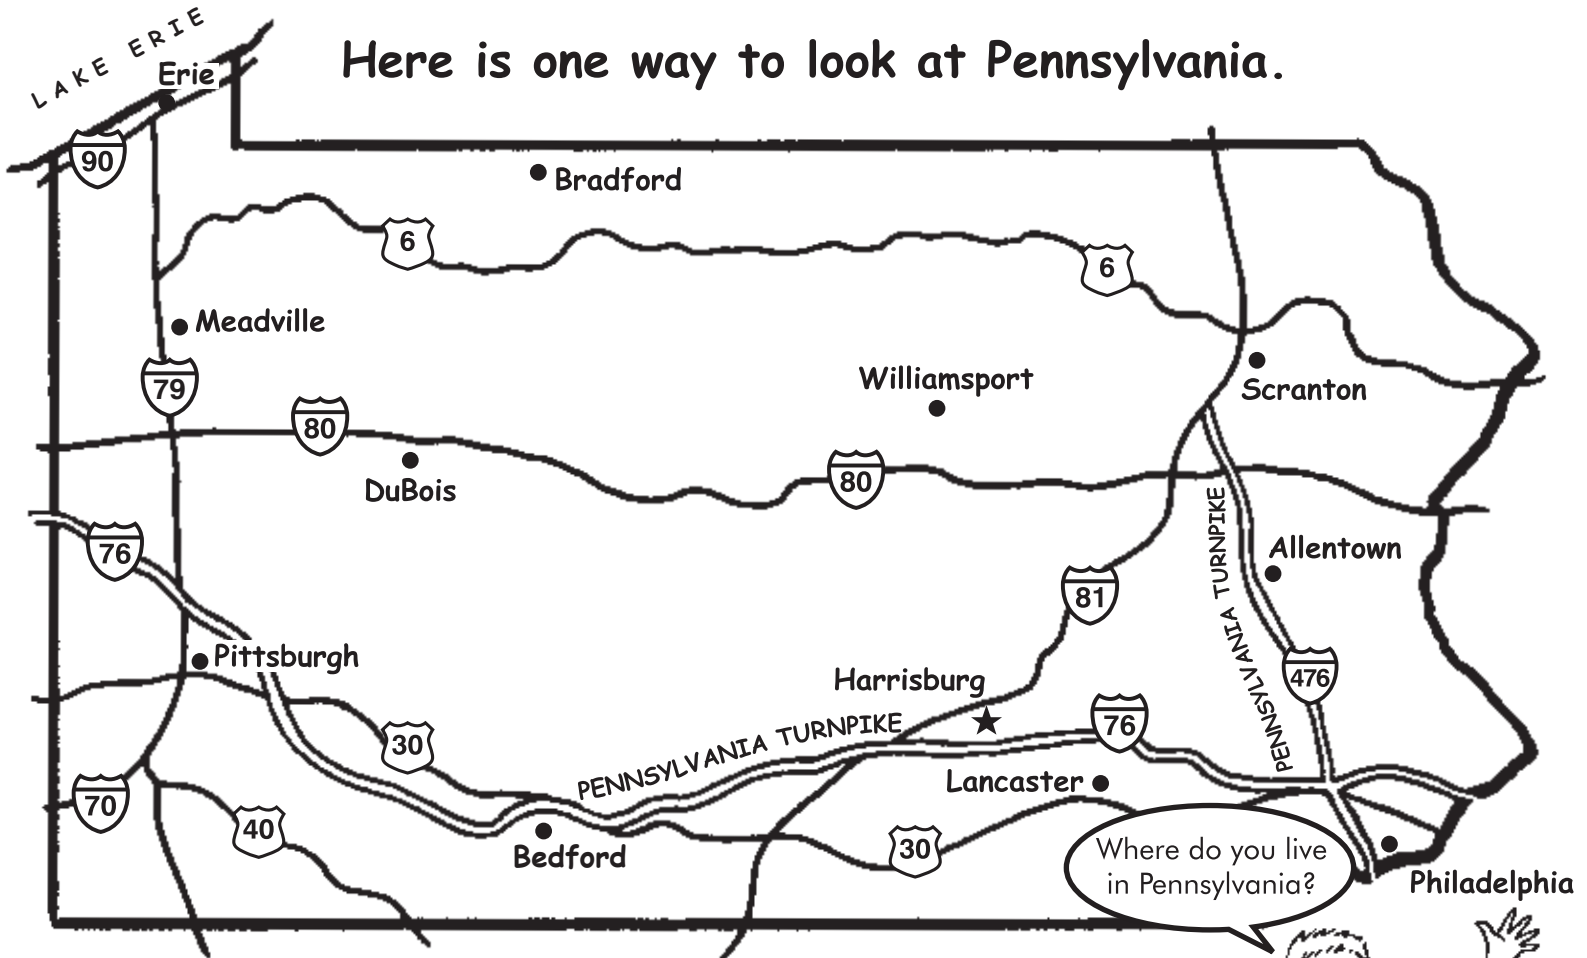 Here is one way to look at Pennsylvania.
LAKE ERIE
Erie
90
Bradford
6
6
Meadville
79
Williamsport
Scranton
80
DuBois
80
PENNSYLVANIA TURNPIKE
76
Allentown
81
Pittsburgh
Harrisburg
476
30
PENNSYLVANIA TURNPIKE
76
Lancaster
70
40
Bedford
30
Where do you live
in Pennsylvania?
Philadelphia